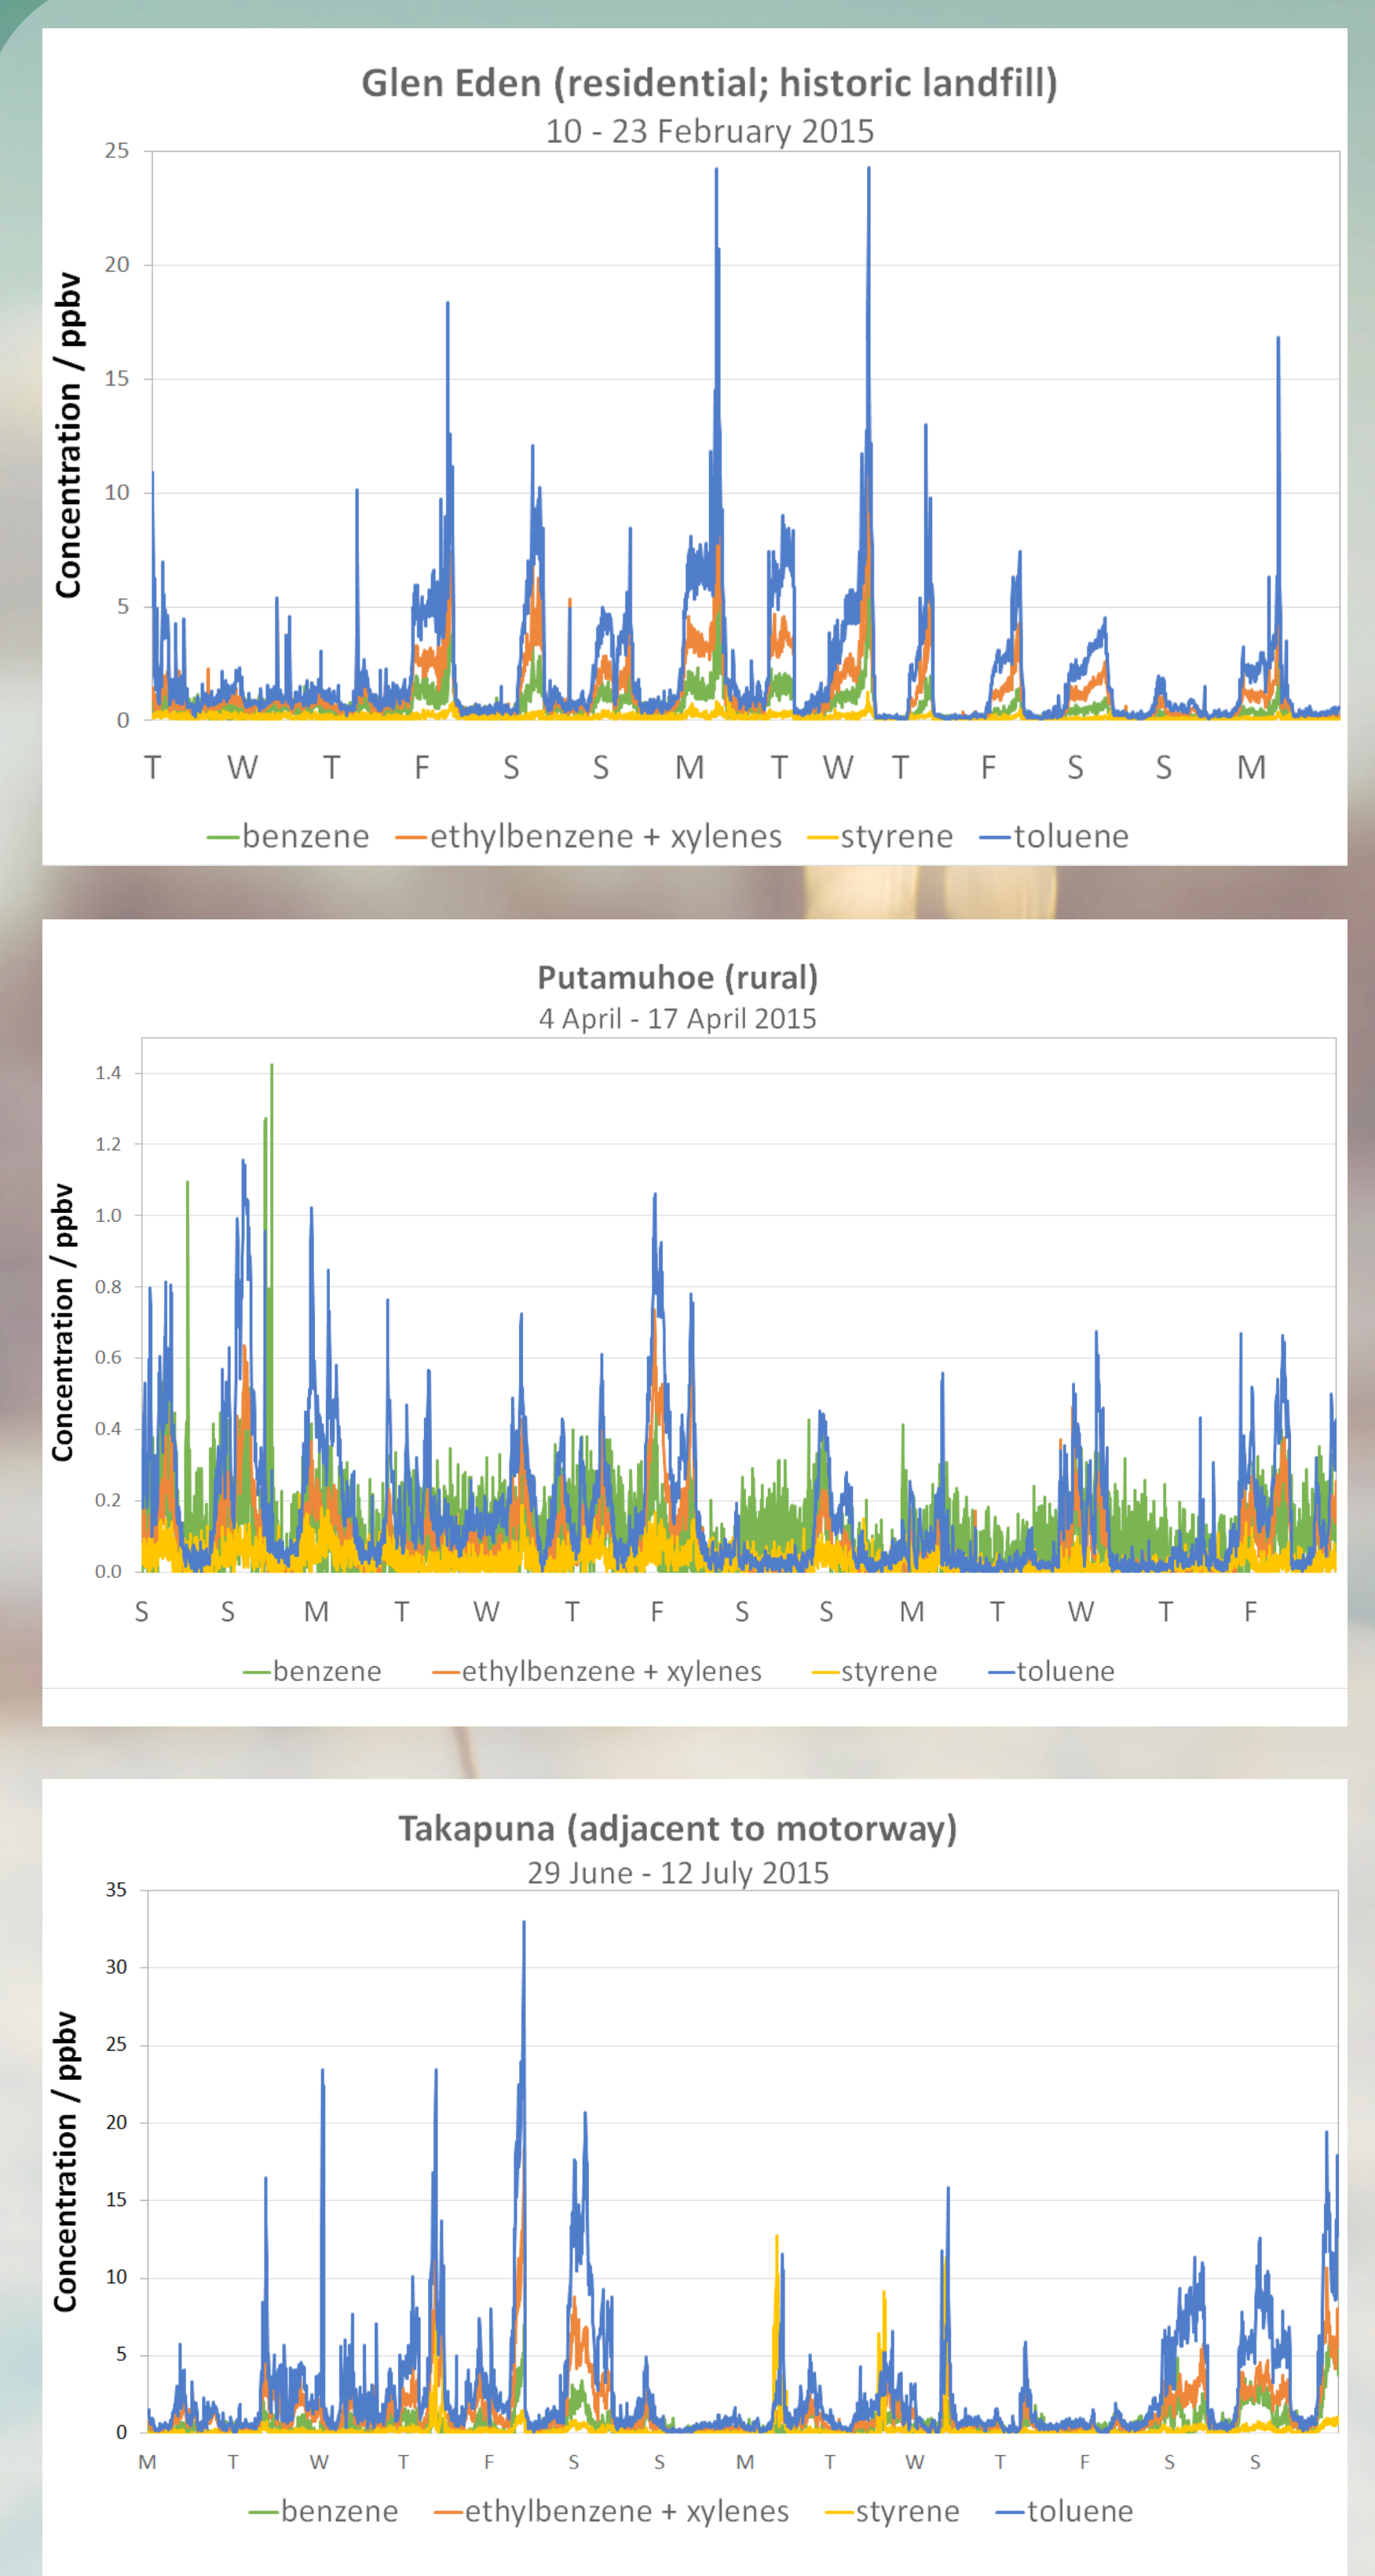 Glen Eden (residential; historic landfill)
10 - 23 February 2015
Concentration / ppbv
25
20
15
10
5
0
T W T F S S M T W T F S S M
benzene ethylbenzene + xylenes styrene toluene
Putamuhoe (rural)
4 April - 17 April 2015
Concentration / ppbv
1.4
1.2
1.0
0.8
0.6
0.4
0.2
0.0
S S M T W T F S S M T W T F
benzene ethylbenzene + xylenes styrene toluene
Takapuna (adjacent to motorway)
29 June - 12 July 2015
Concentration / ppbv
35
30
25
20
15
10
5
0
M T W T F S S M T W T F S S
benzene ethylbenzene + xylenes styrene toluene